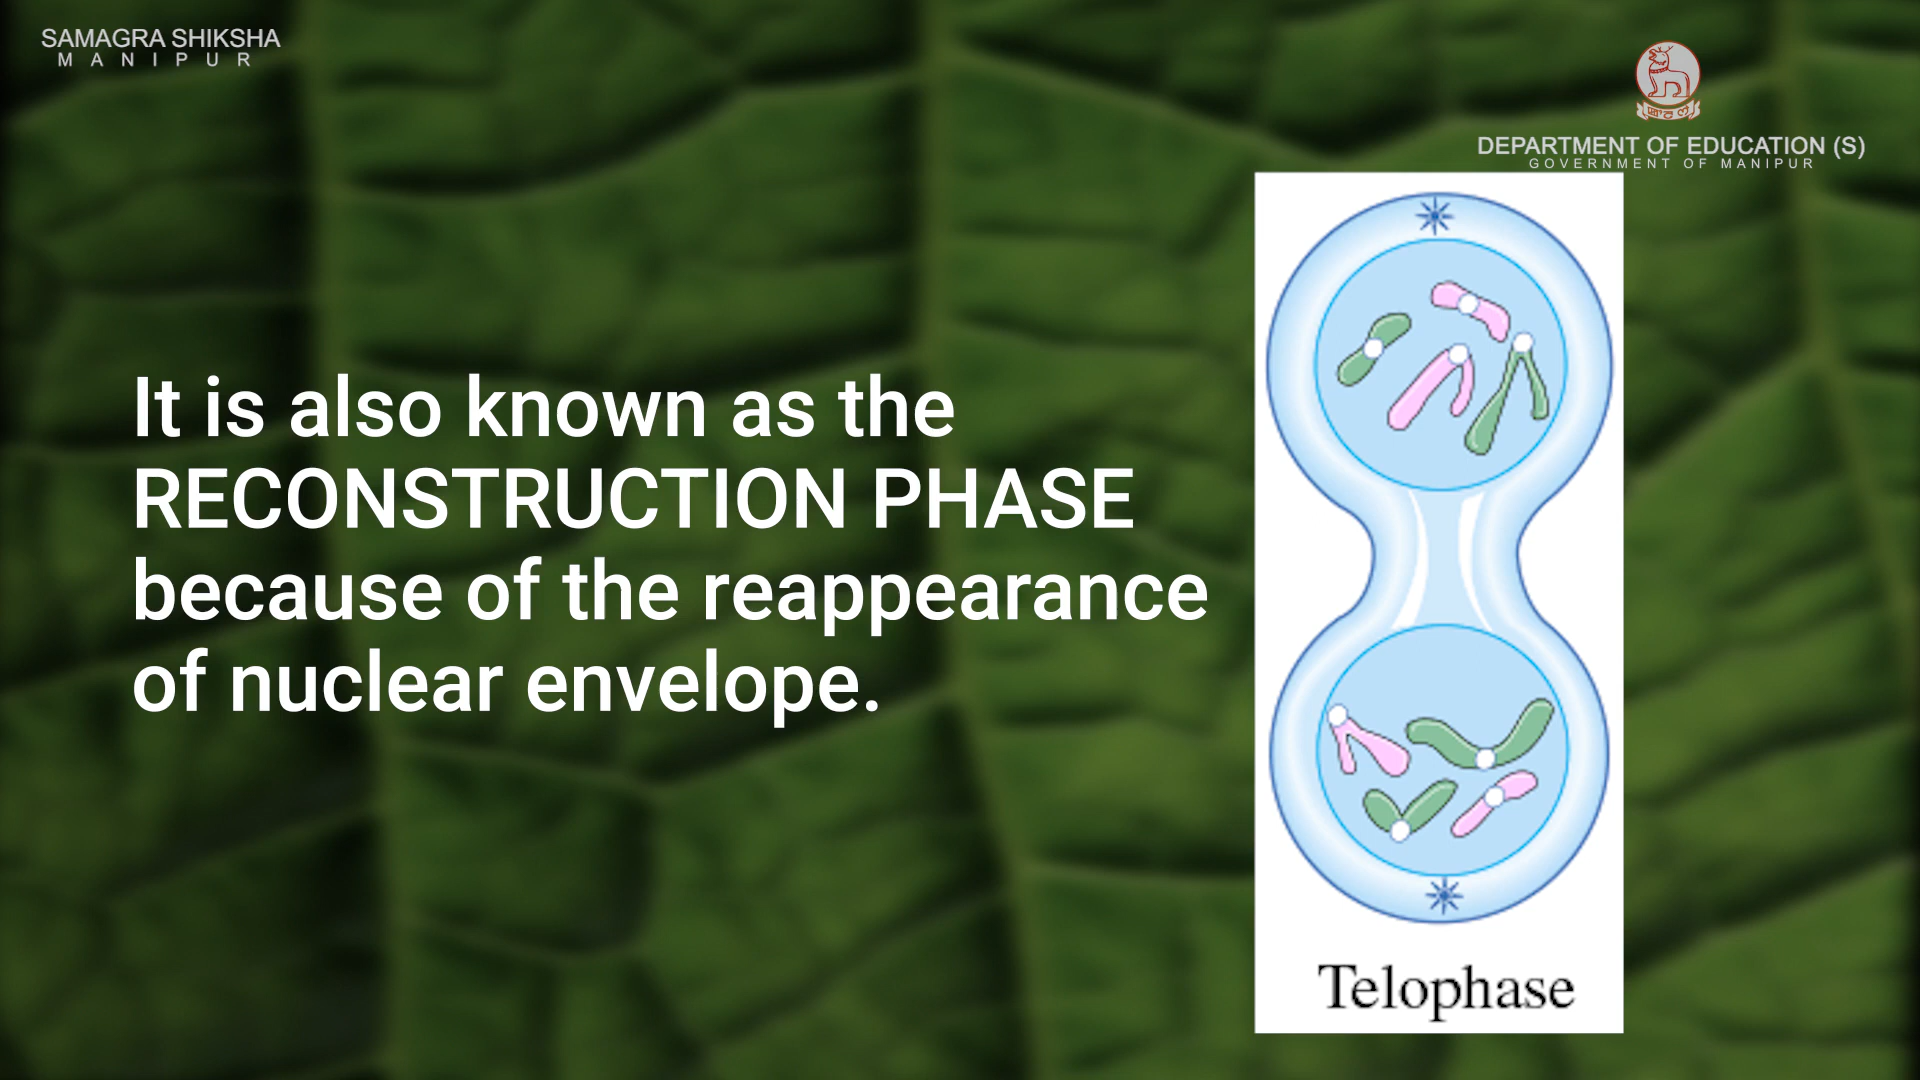 SAMAGRA SHIKSHA
MANIPUR
DEPARTMENT OF EDUCATION (S)
GOVERNMENT OF MANIPUR
It is also known as the
RECONSTRUCTION PHASE
because of the reappearance
of nuclear envelope.
Telophase